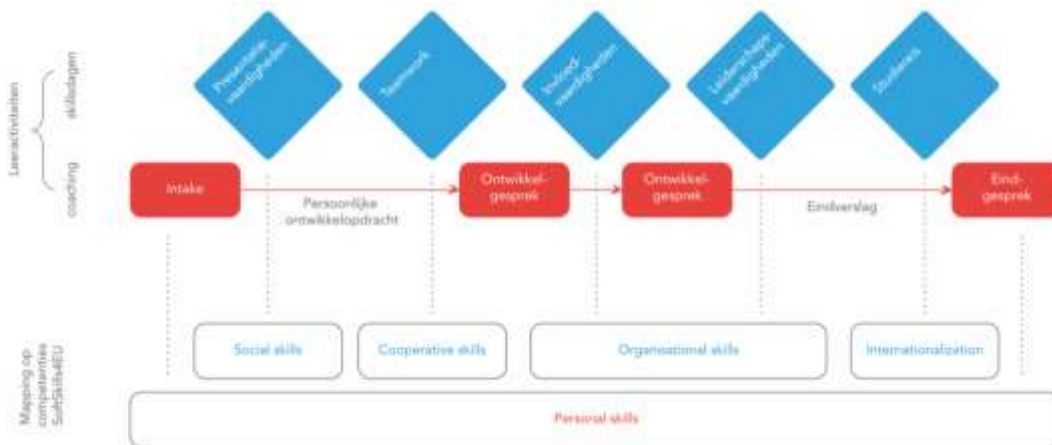 Leeractiviteiten
skillsdagen
coaching
Presentatie-
vaardigheden
Teamwork
Invloed-
vaardigheden
Leiderschaps-
vaardigheden
Studiereis
Intake
Persoonlijke
ontwikkelopdracht
Ontwikkel-
gesprek
Ontwikkel-
gesprek
Eindverslag
Eind-
gesprek
Mapping op
competenties
SoftSkills4EU
Social skills
Cooperative skills
Organisational skills
Internationalization
Personal skills